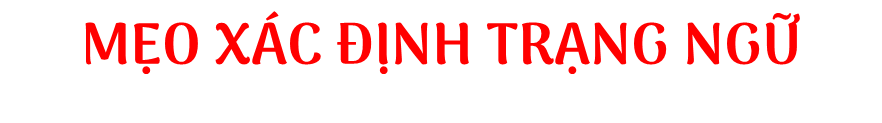 MẸO XÁC ĐỊNH TRẠNG NGỮ